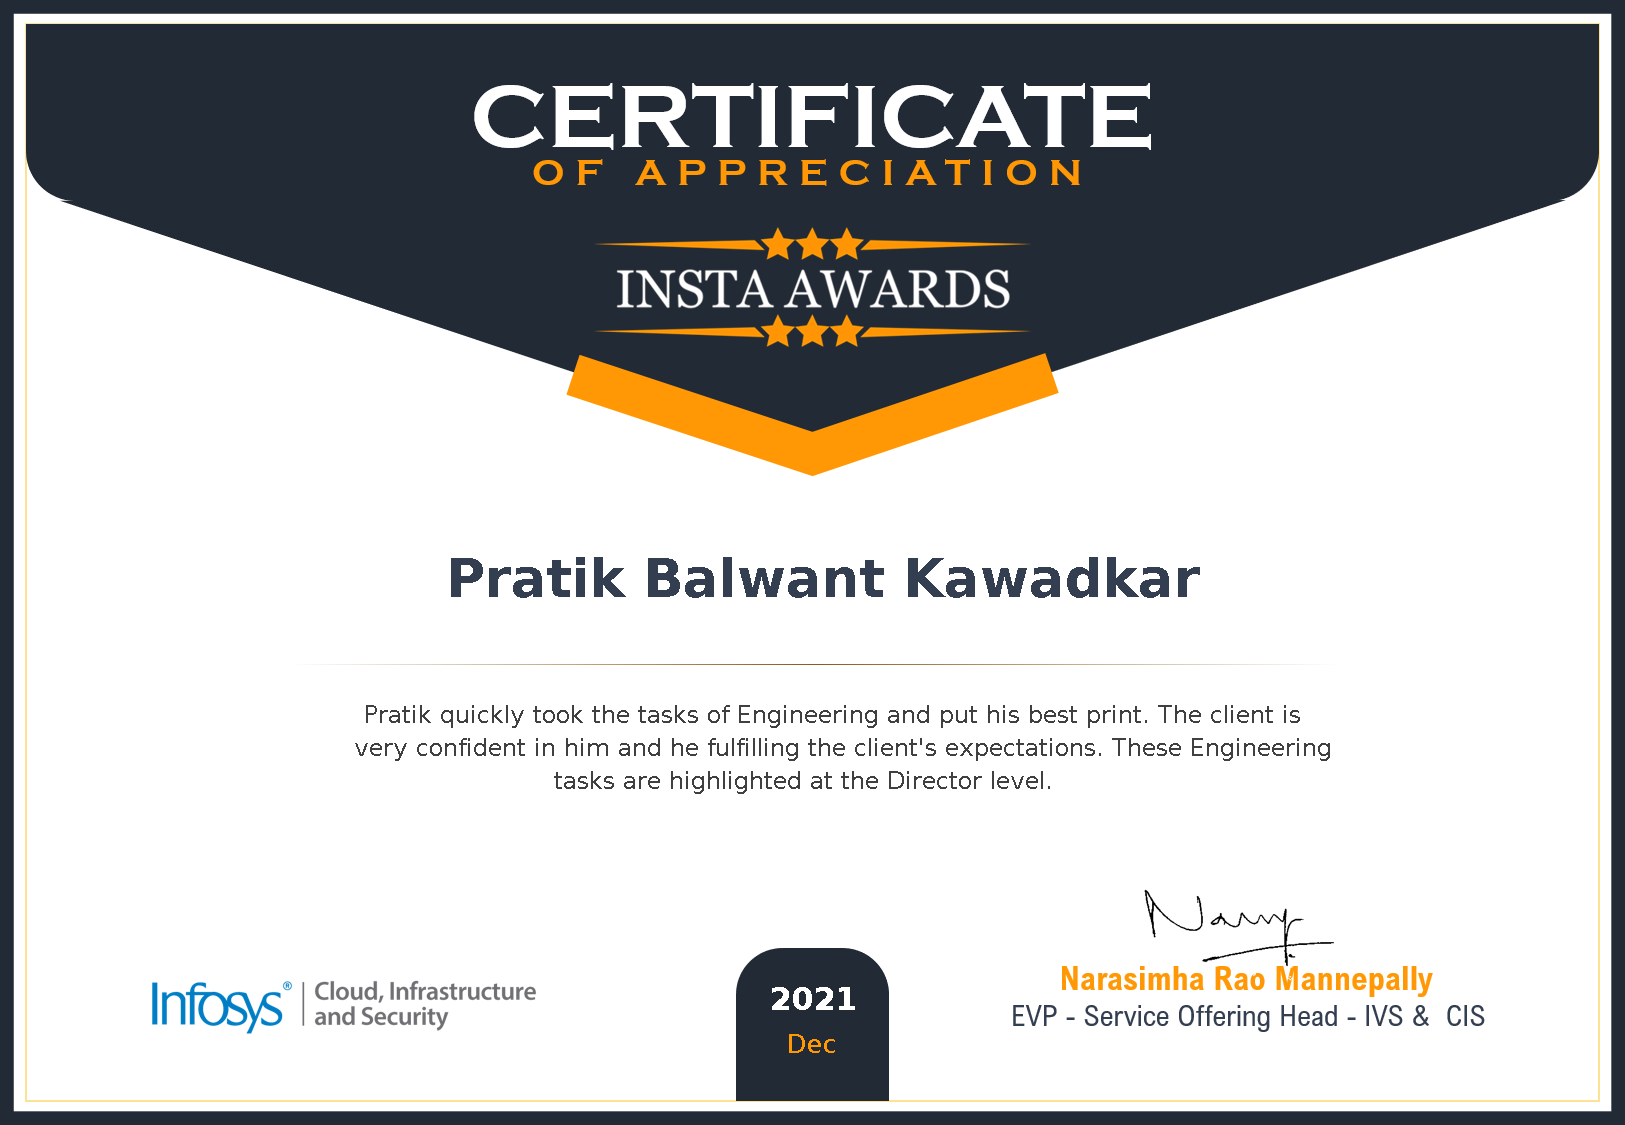 CERTIFICATE
OF APPRECIATION
INSTA AWARDS
Pratik Balwant Kawadkar
Pratik quickly took the tasks of Engineering and put his best print. The client is
very confident in him and he fulfilling the client's expectations. These Engineering
tasks are highlighted at the Director level.
Infosys® | Cloud, Infrastructure
and Security
2021
Dec
Narasimha Rao Mannepally
EVP - Service Offering Head - IVS & CIS